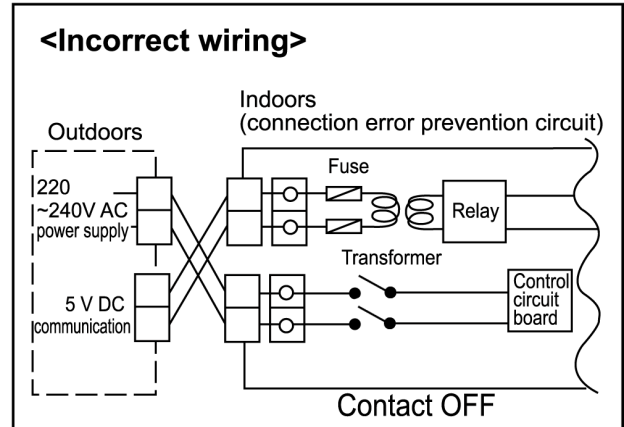 <Incorrect wiring>
Indoors
(connection error prevention circuit)
Outdoors
Fuse
220
~240V AC
power supply
Relay
Transformer
5 V DC
communication
Control
circuit
board
Contact OFF